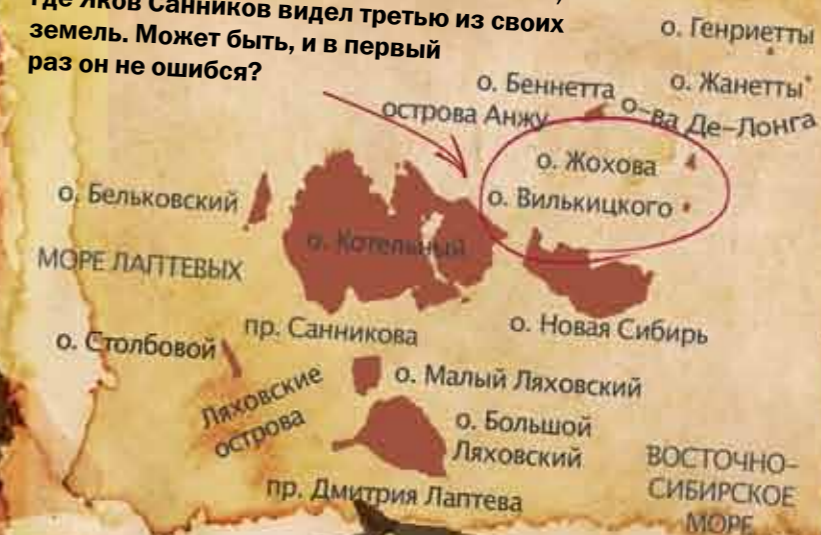 где Яков Санников видел третью из своих
земель. Может быть, и в первый
раз он не ошибся?
о. Генриетты
о. Беннетта
о. Жанетты
острова Анжу
о-ва Де-Лонга
о. Жохова
о. Бельковский
о. Вилькицкого
о. Котельный
МОРЕ ЛАПТЕВЫХ
пр. Санникова
о. Новая Сибирь
о. Столбовой
о. Малый Ляховский
Ляховские
острова
о. Большой
Ляховский
ВОСТОЧНО-
СИБИРСКОЕ
МОРЕ
пр. Дмитрия Лаптева